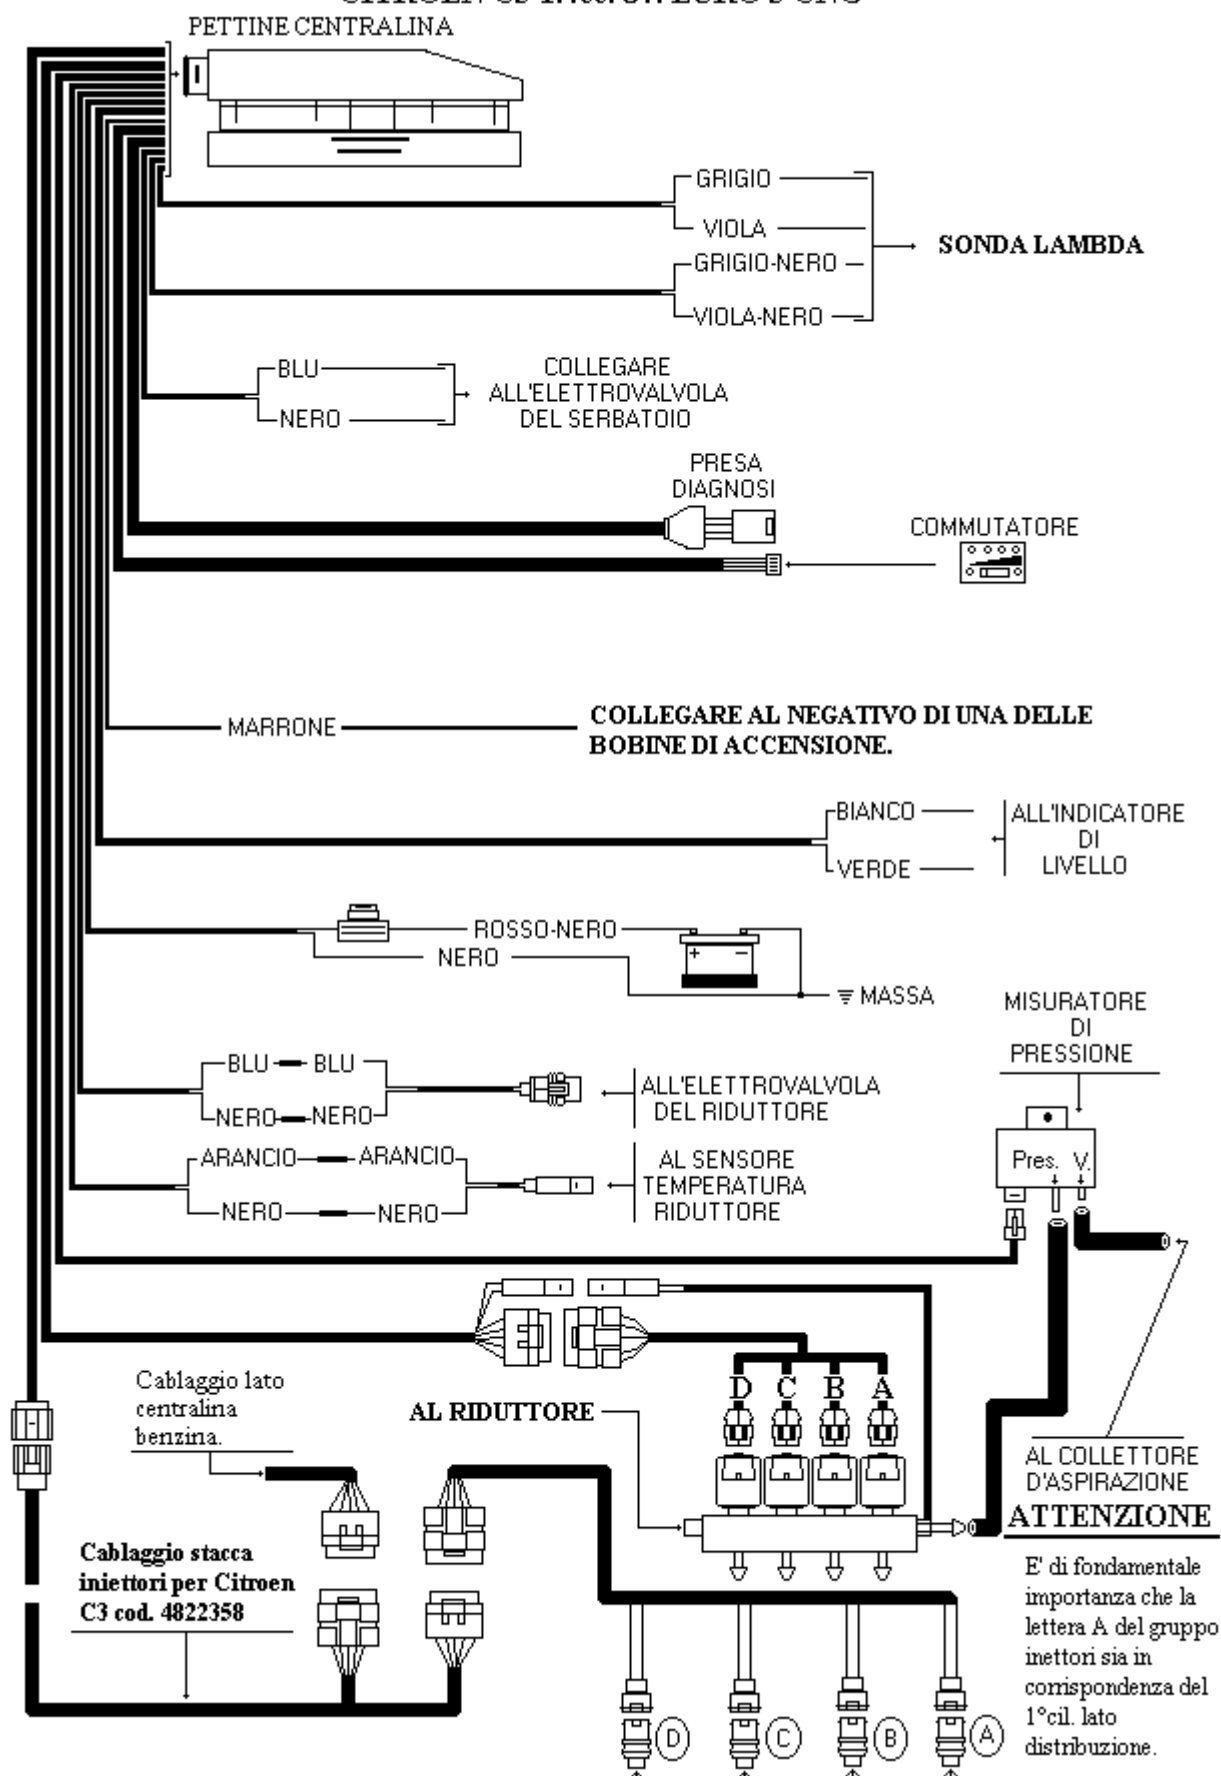 PETTINE CENTRALINA
GRIGIO
VIOLA
GRIGIO-NERO
VIOLA-NERO
SONDA LAMBDA
BLU
NERO
COLLEGARE
ALL'ELETTROVALVOLA
DEL SERBATOIO
PRESA
DIAGNOSI
COMMUTATORE
MARRONE
COLLEGARE AL NEGATIVO DI UNA DELLE
BOBINE DI ACCENSIONE.
BIANCO
VERDE
ALL'INDICATORE
DI
LIVELLO
ROSSO-NERO
NERO
+ −
MASSA
MISURATORE
DI
PRESSIONE
Pres. V.
BLU BLU
NERO NERO
ALL'ELETTROVALVOLA
DEL RIDUTTORE
ARANCIO ARANCIO
NERO NERO
AL SENSORE
TEMPERATURA
RIDUTTORE
Cablaggio lato
centralina
benzina.
AL RIDUTTORE
D C B A
AL COLLETTORE
D'ASPIRAZIONE
ATTENZIONE
E' di fondamentale
importanza che la
lettera A del gruppo
inettori sia in
corrispondenza del
1°cil. lato
distribuzione.
Cablaggio stacca
iniettori per Citroen
C3 cod. 4822358
D C B A